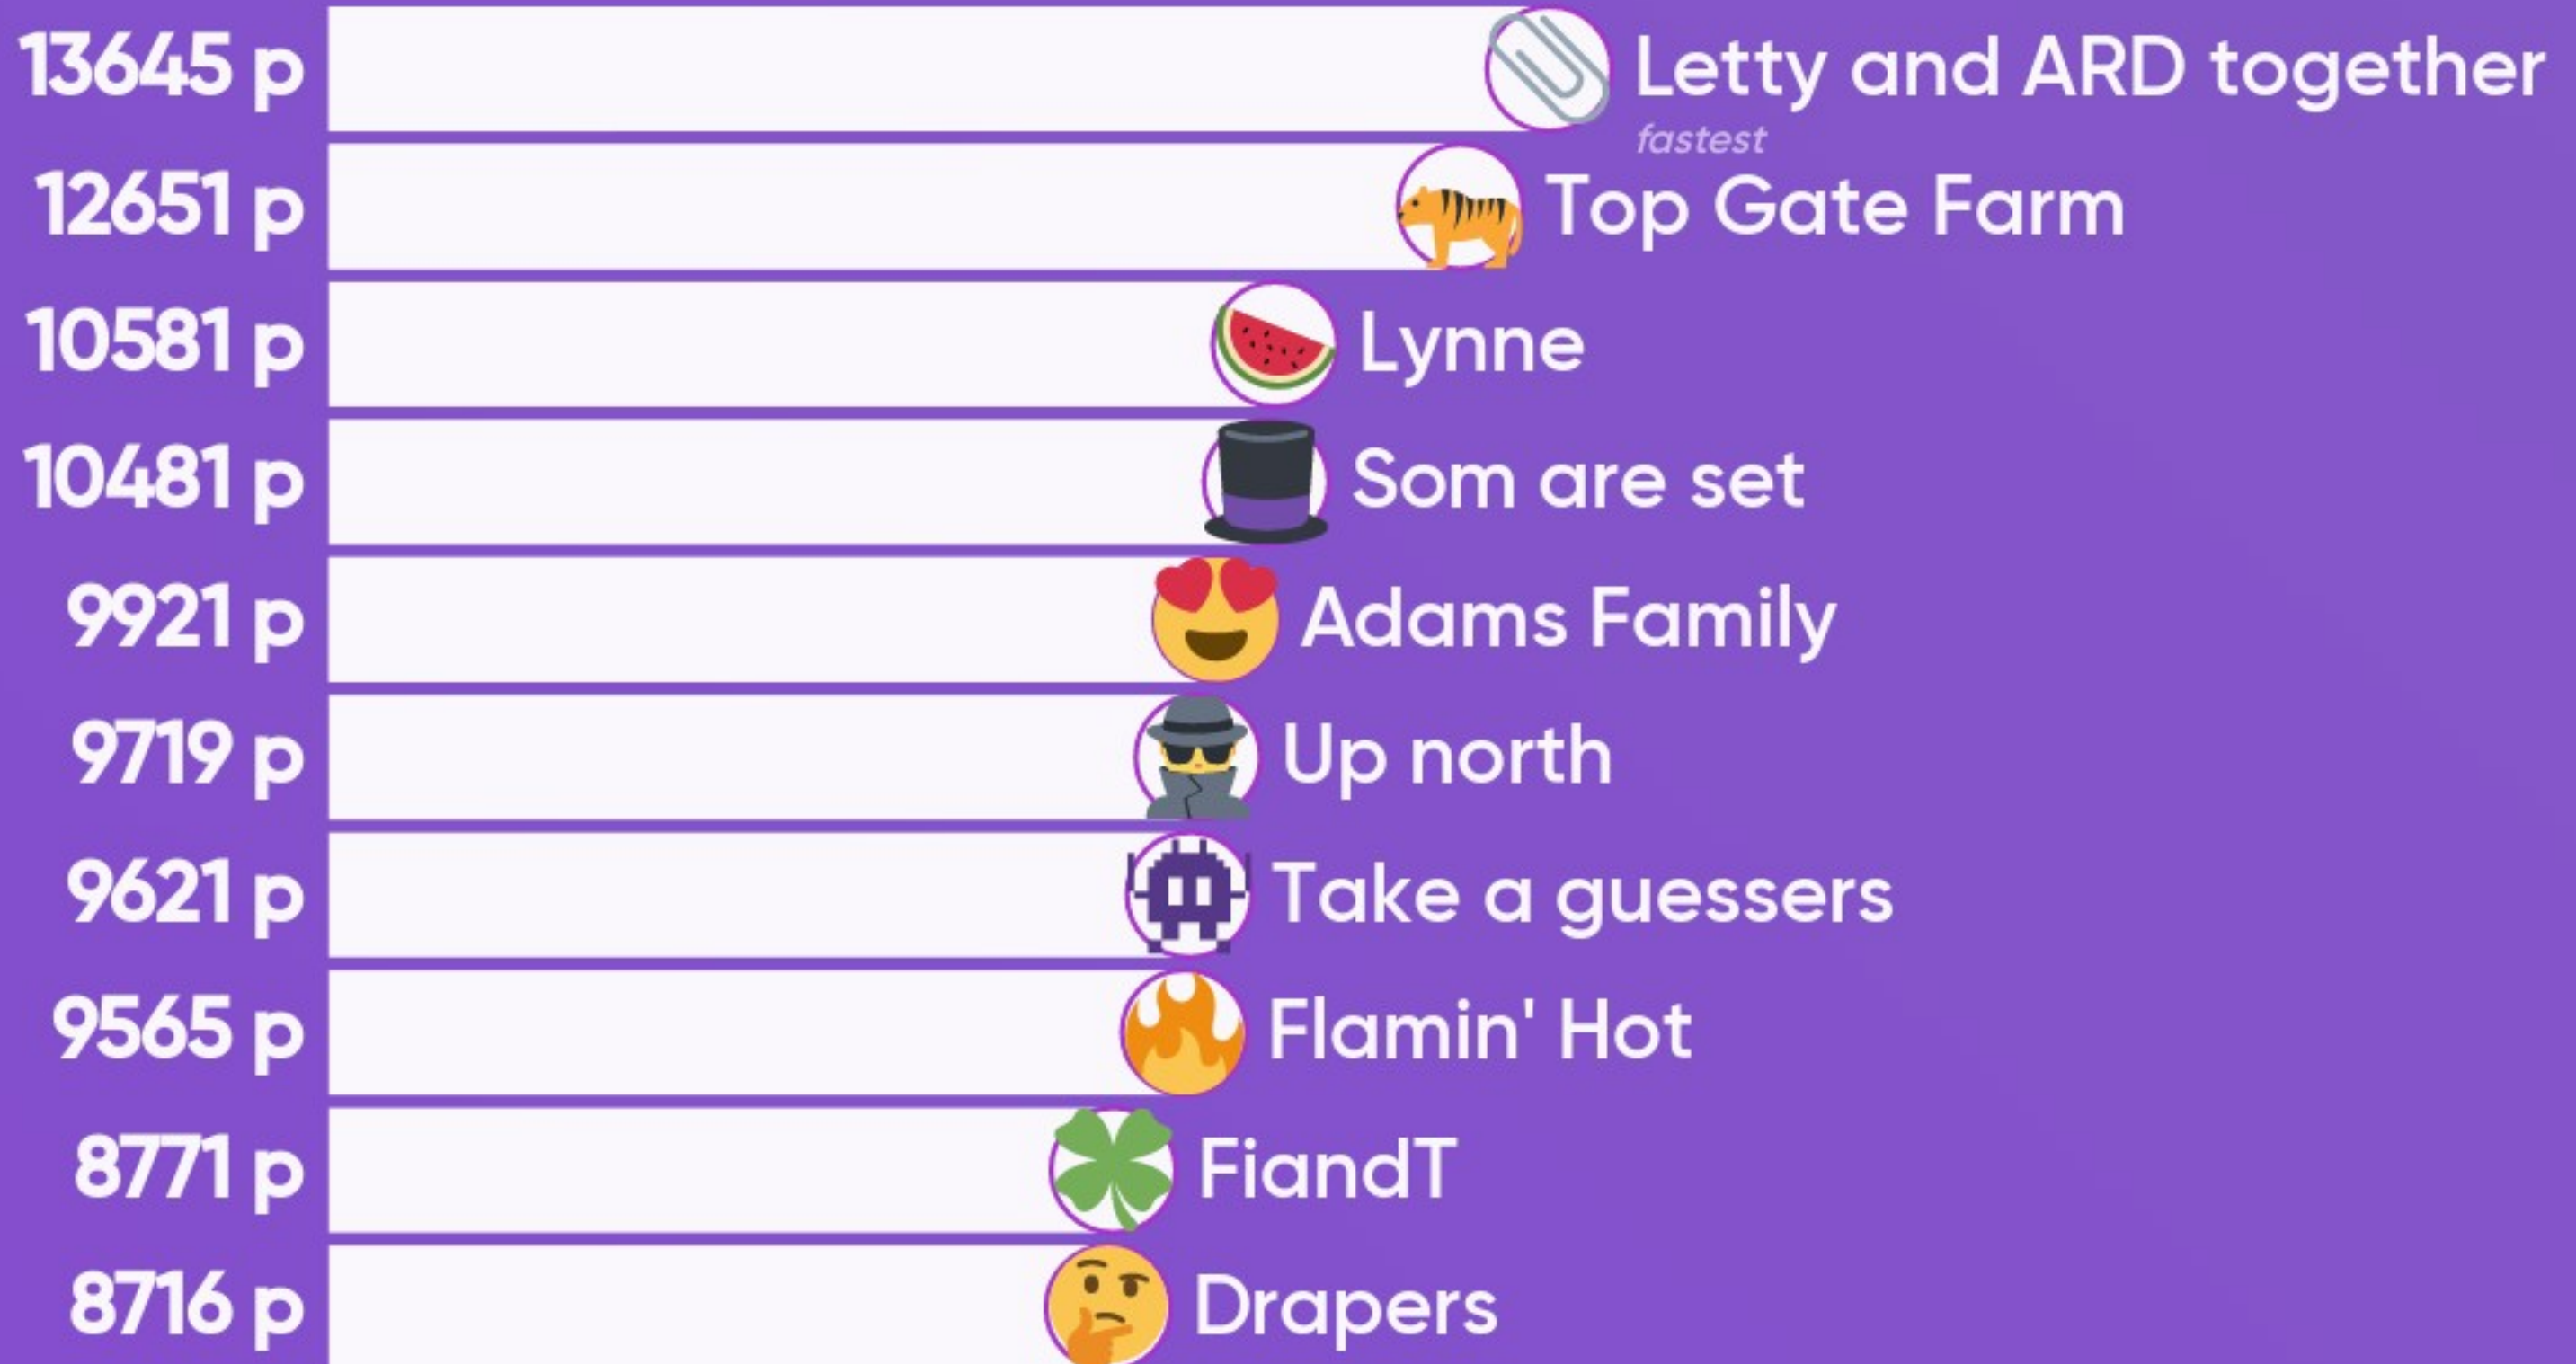 13645 p Letty and ARD together
fastest
12651 p Top Gate Farm
10581 p Lynne
10481 p Som are set
9921 p Adams Family
9719 p Up north
9621 p Take a guessers
9565 p Flamin' Hot
8771 p FiandT
8716 p Drapers